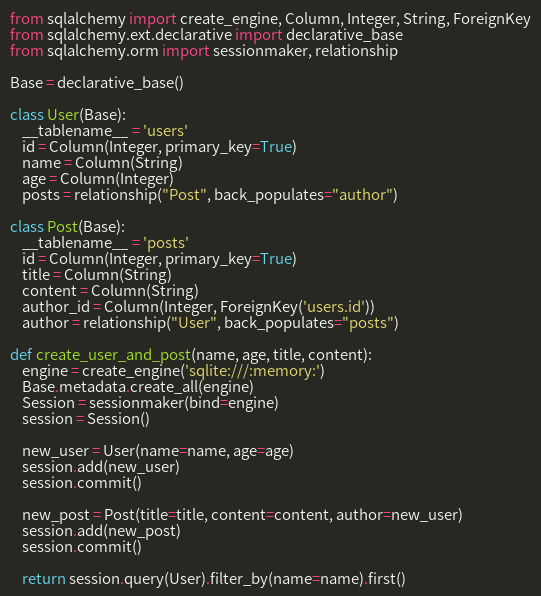 from sqlalchemy import create_engine, Column, Integer, String, ForeignKey
from sqlalchemy.ext.declarative import declarative_base
from sqlalchemy.orm import sessionmaker, relationship

Base = declarative_base()

class User(Base):
    __tablename__ = 'users'
    id = Column(Integer, primary_key=True)
    name = Column(String)
    age = Column(Integer)
    posts = relationship("Post", back_populates="author")

class Post(Base):
    __tablename__ = 'posts'
    id = Column(Integer, primary_key=True)
    title = Column(String)
    content = Column(String)
    author_id = Column(Integer, ForeignKey('users.id'))
    author = relationship("User", back_populates="posts")

def create_user_and_post(name, age, title, content):
    engine = create_engine('sqlite:///:memory:')
    Base.metadata.create_all(engine)
    Session = sessionmaker(bind=engine)
    session = Session()

    new_user = User(name=name, age=age)
    session.add(new_user)
    session.commit()

    new_post = Post(title=title, content=content, author=new_user)
    session.add(new_post)
    session.commit()

    return session.query(User).filter_by(name=name).first()